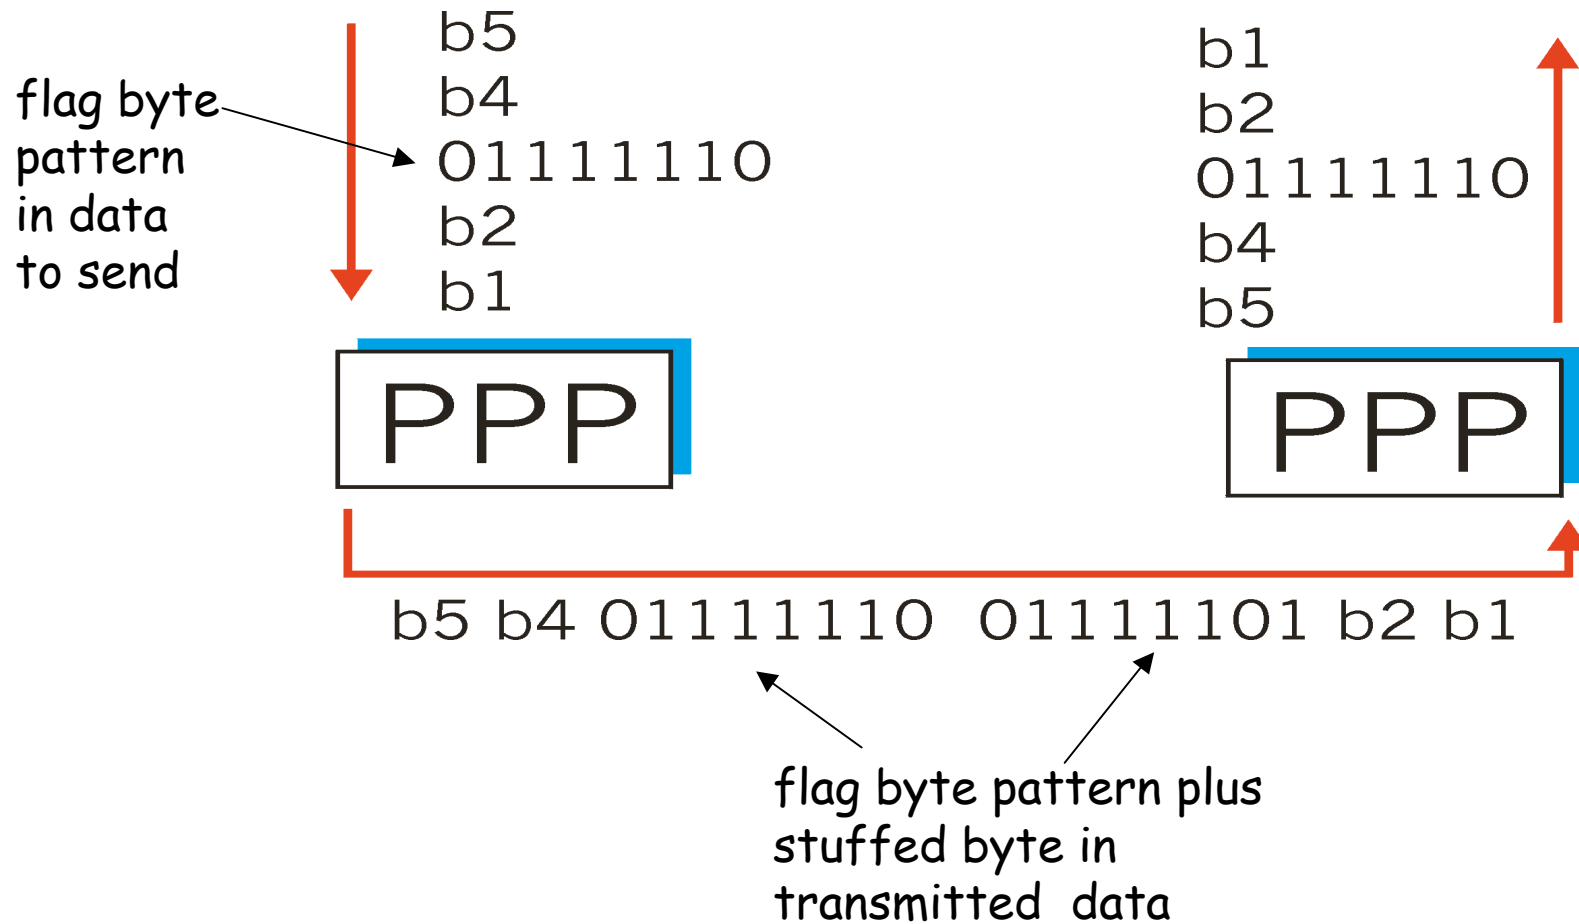 flag byte
pattern
in data
to send
b5
b4
01111110
b2
b1
b1
b2
01111110
b4
b5
PPP
PPP
b5 b4 01111110 01111101 b2 b1
flag byte pattern plus
stuffed byte in
transmitted data